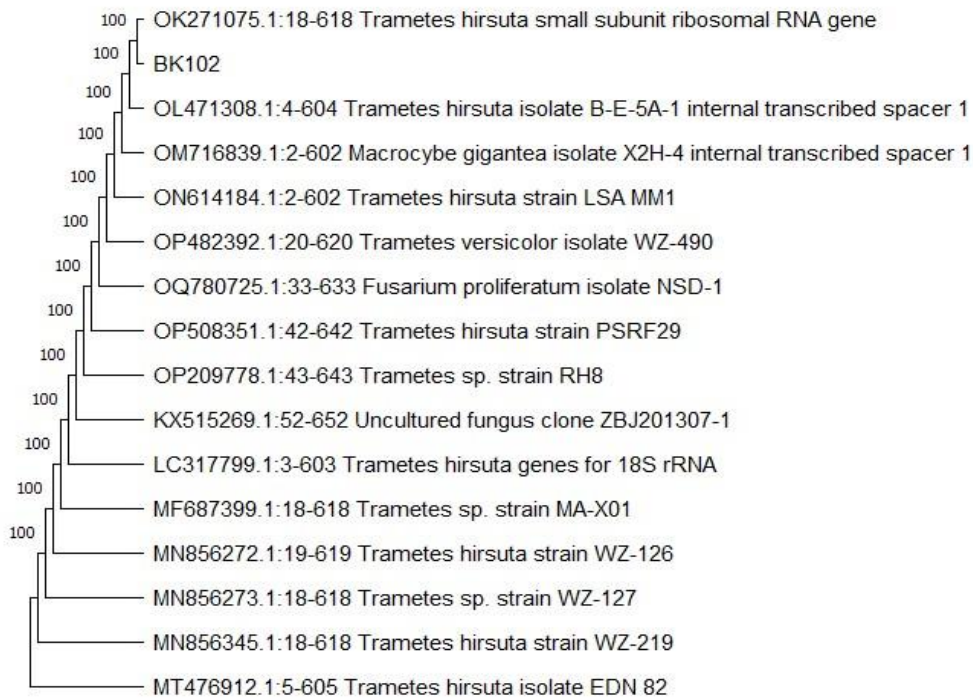 100 OK271075.1:18-618 Trametes hirsuta small subunit ribosomal RNA gene
100 BK102
100 OL471308.1:4-604 Trametes hirsuta isolate B-E-5A-1 internal transcribed spacer 1
100 OM716839.1:2-602 Macrocybe gigantea isolate X2H-4 internal transcribed spacer 1
100 ON614184.1:2-602 Trametes hirsuta strain LSA MM1
100 OP482392.1:20-620 Trametes versicolor isolate WZ-490
100 OQ780725.1:33-633 Fusarium proliferatum isolate NSD-1
100 OP508351.1:42-642 Trametes hirsuta strain PSRF29
100 OP209778.1:43-643 Trametes sp. strain RH8
100 KX515269.1:52-652 Uncultured fungus clone ZBJ201307-1
100 LC317799.1:3-603 Trametes hirsuta genes for 18S rRNA
100 MF687399.1:18-618 Trametes sp. strain MA-X01
100 MN856272.1:19-619 Trametes hirsuta strain WZ-126
MN856273.1:18-618 Trametes sp. strain WZ-127
MN856345.1:18-618 Trametes hirsuta strain WZ-219
MT476912.1:5-605 Trametes hirsuta isolate EDN 82